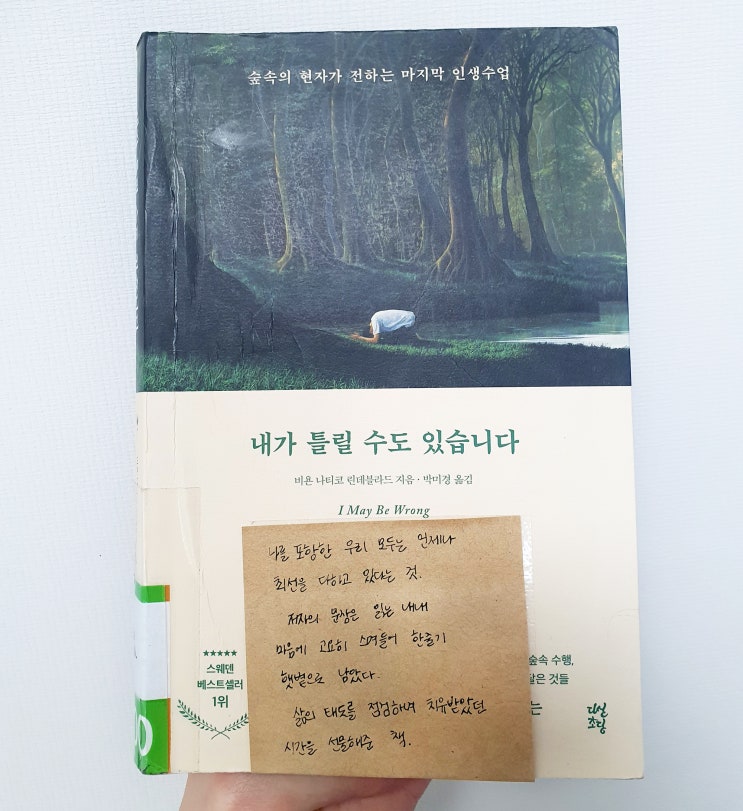 숲속의 현자가 전하는 마지막 인생수업
내가 틀릴 수도 있습니다
비욘 나티코 린데블라드 지음 · 박미경 옮김
I May Be Wrong
나를 포함한 우리 모두는 언제나
최선을 다하고 있다는 것.
저자의 문장은 읽는 내내
마음에 고요히 스며들어 한줄기
햇볕으로 남았다.
삶의 태도를 점검하며 치유받았던
시간을 선물해준 책.
★★★★★
스웨덴
베스트셀러
1위
숲속 수행,
달은 것들
는
다산
초당